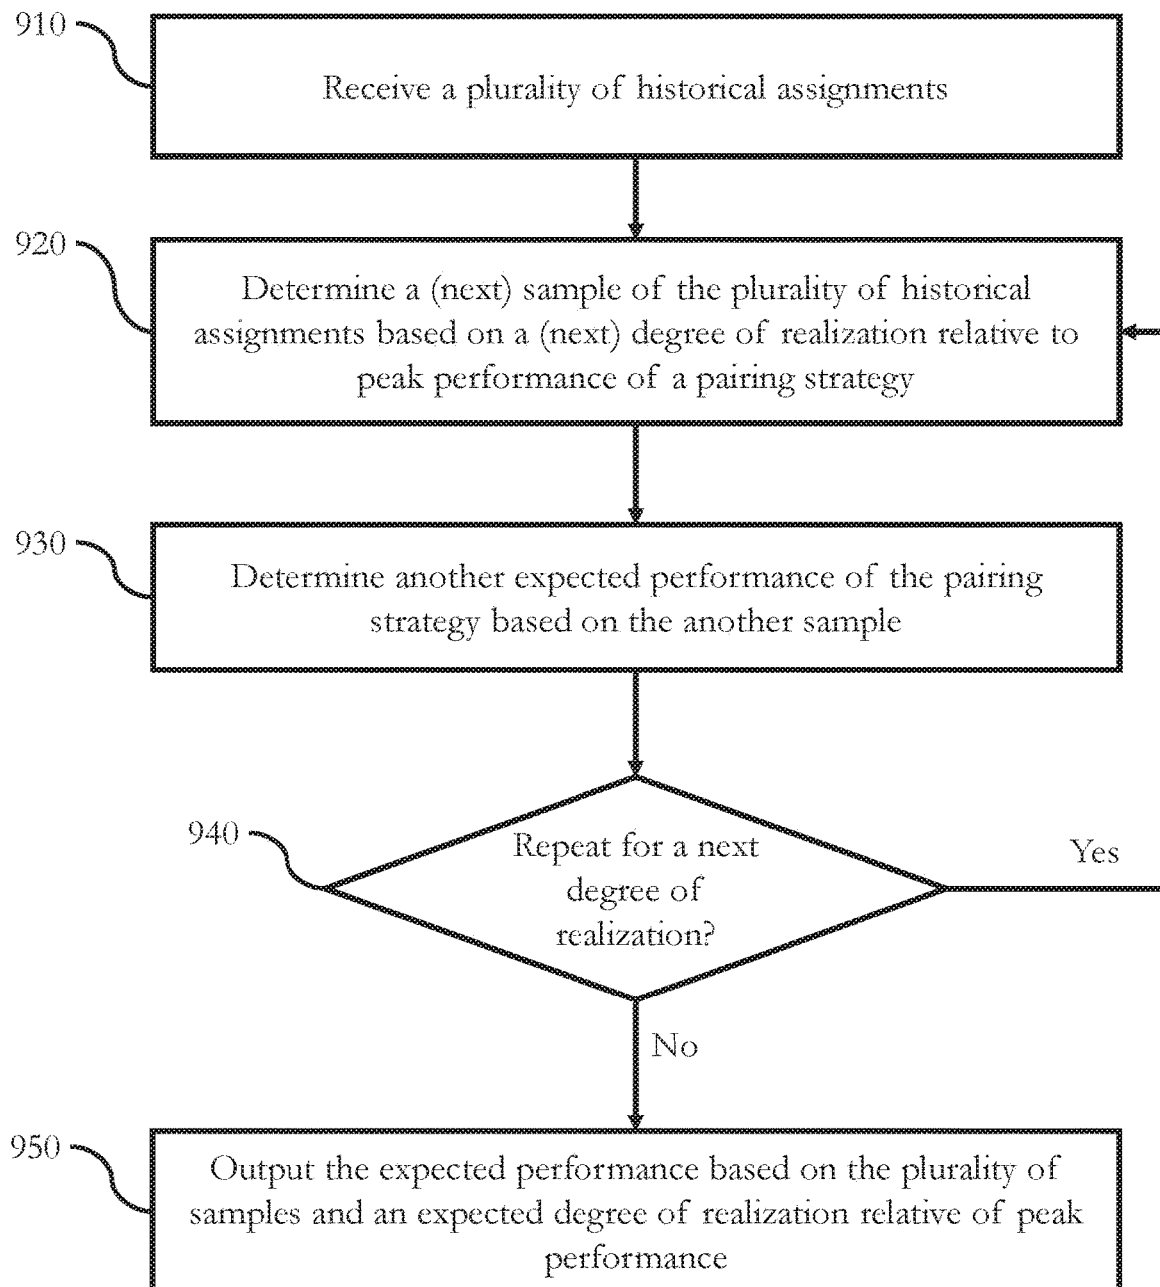 910
Receive a plurality of historical assignments
920
Determine a (next) sample of the plurality of historical
assignments based on a (next) degree of realization relative to
peak performance of a pairing strategy
930
Determine another expected performance of the pairing
strategy based on the another sample
940
Repeat for a next
degree of
realization?
Yes
No
950
Output the expected performance based on the plurality of
samples and an expected degree of realization relative of peak
performance